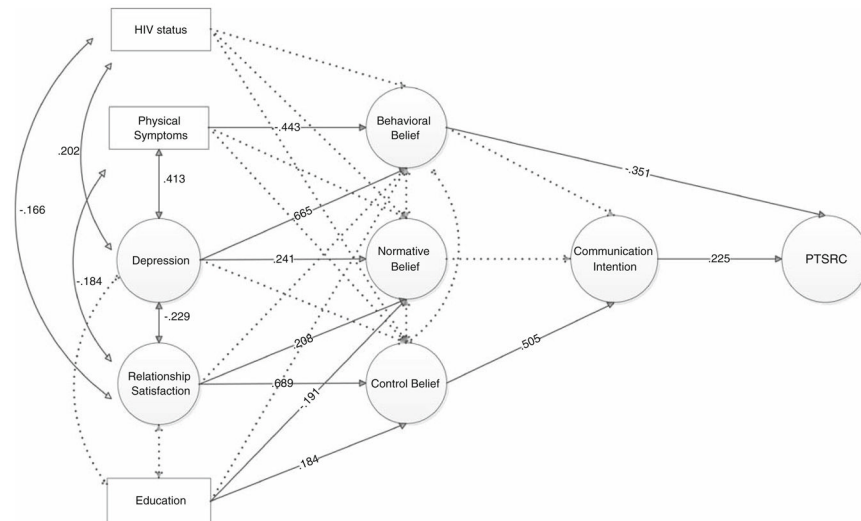 HIV status
Physical
Symptoms
-.443
Behavioral
Belief
.202
.413
-.351
-.166
.665
Depression
.241
Normative
Belief
Communication
Intention
.225
PTSRC
-.184
-.229
.208
.505
Relationship
Satisfaction
.689
-.191
Control Belief
.184
Education